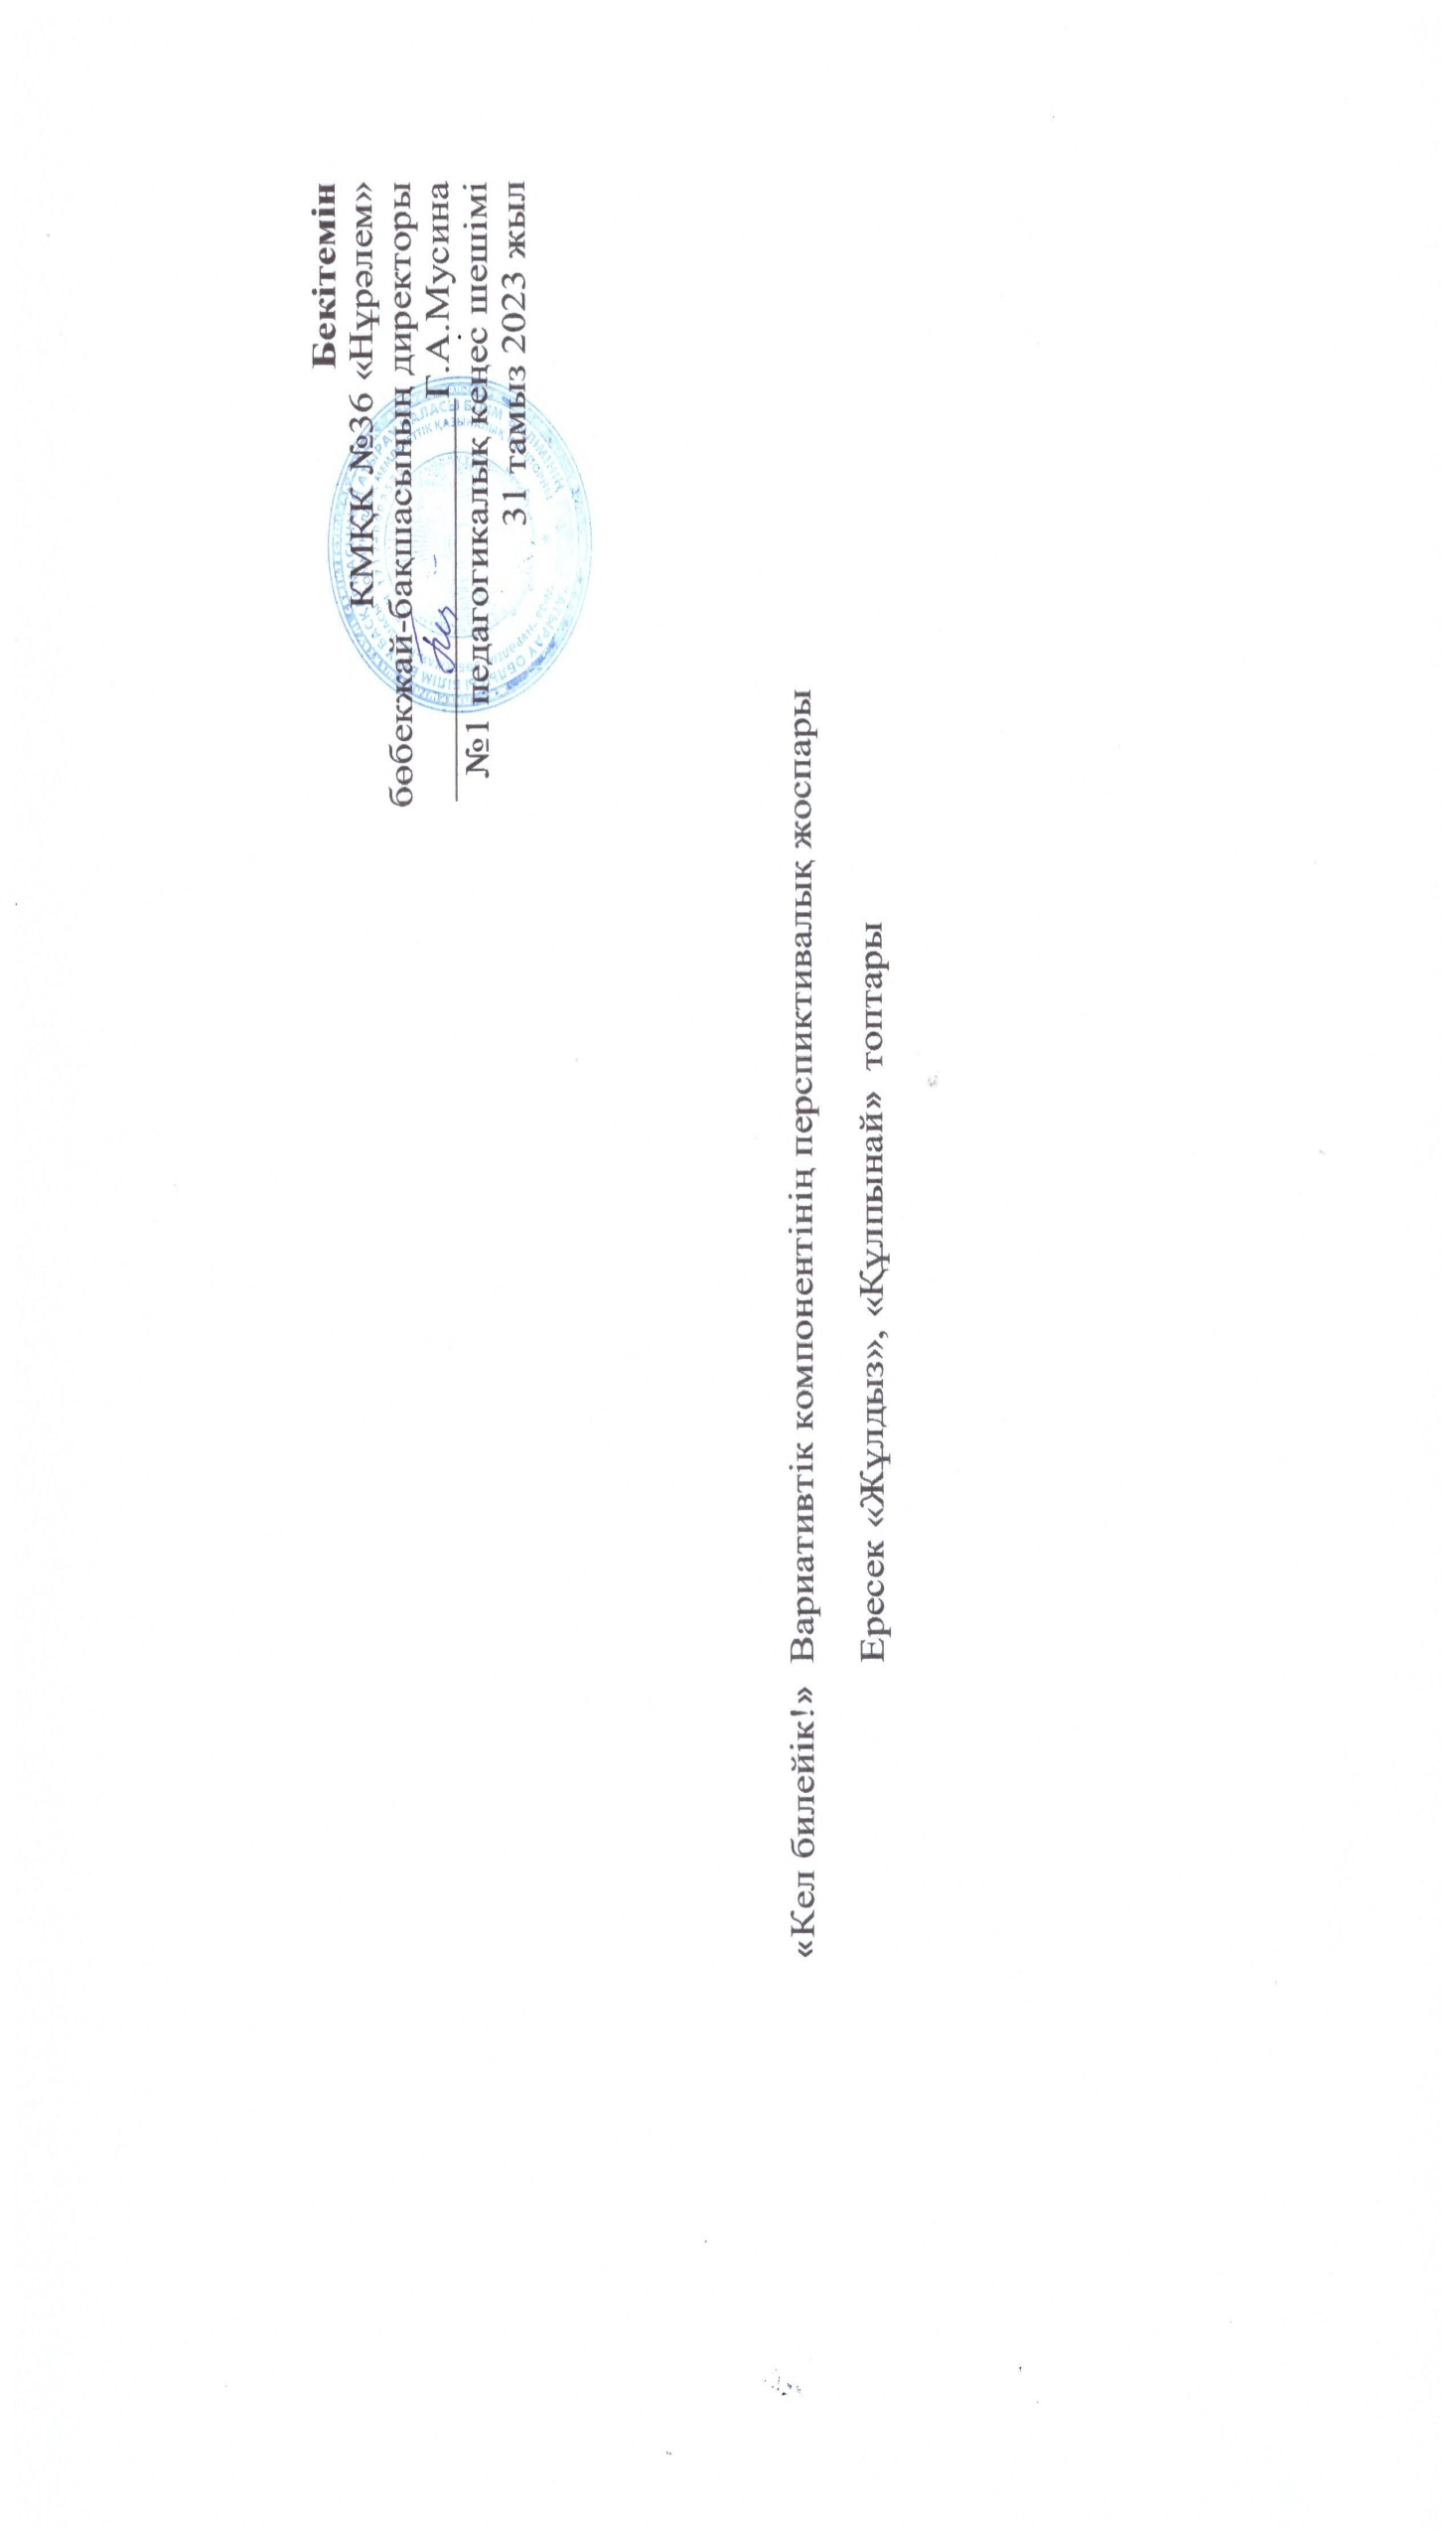 Бекітемін
КМҚК №36 «Нұрәлем»
бөбекжай-бақшасының директоры
Г.А.Мусина
№1 педагогикалық кеңес шешімі
31 тамыз 2023 жыл
«Кел билейік!» Вариативтік компонентінің перспиктивалық жоспары
Ересек «Жұлдыз», «Құлпынай» топтары